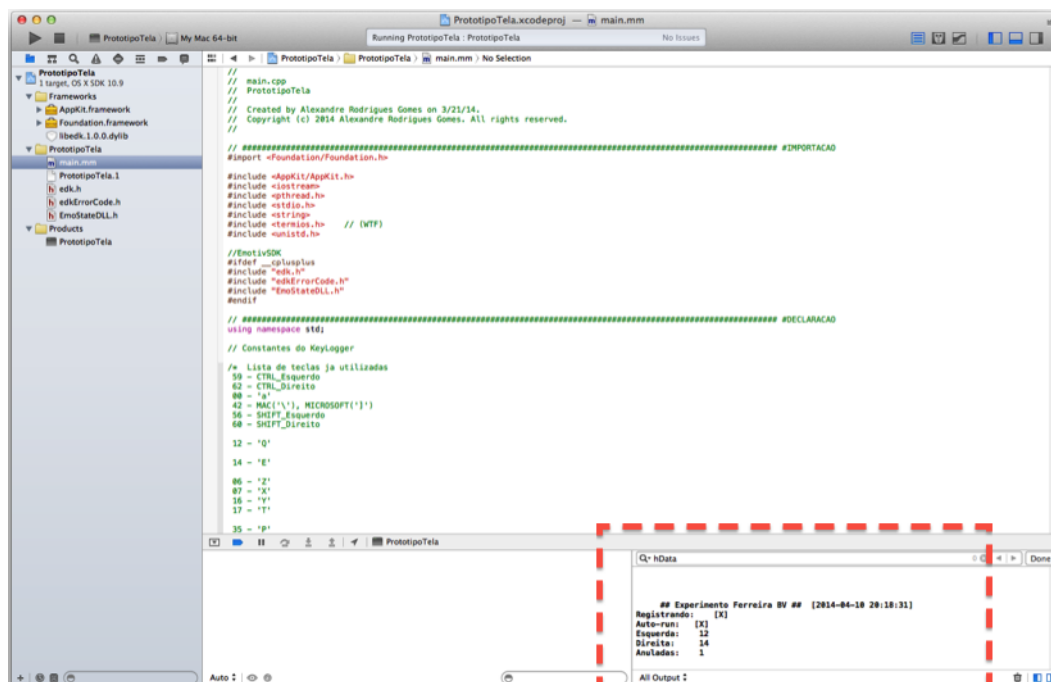 PrototipoTela.xcodeproj — main.mm
PrototipoTela My Mac 64-bit
Running PrototipoTela : PrototipoTela
No Issues
PrototipoTela PrototipoTela main.mm No Selection
PrototipoTela
1 target, OS X SDK 10.9
Frameworks
AppKit.framework
Foundation.framework
libedk.1.0.0.dylib
PrototipoTela
main.mm
PrototipoTela.1
edk.h
edkErrorCode.h
EmoStateDLL.h
Products
PrototipoTela
//
// main.cpp
// PrototipoTela
//
// Created by Alexandre Rodrigues Gomes on 3/21/14.
// Copyright (c) 2014 Alexandre Rodrigues Gomes. All rights reserved.
//
#IMPORTACAO
#import <Foundation/Foundation.h>
#include <AppKit/AppKit.h>
#include <iostream>
#include <pthread.h>
#include <stdio.h>
#include <string>
#include <termios.h> // (WTF)
#include <unistd.h>
//EmotivSDK
#ifdef __cplusplus
#include "edk.h"
#include "edkErrorCode.h"
#include "EmoStateDLL.h"
#endif
#DECLARACAO
using namespace std;
// Constantes do KeyLogger
/* Lista de teclas ja utilizadas
59 - CTRL_Esquerdo
62 - CTRL_Direito
00 - 'a'
42 - MAC('\'), MICROSOFT(']')
56 - SHIFT_Esquerdo
60 - SHIFT_Direito
12 - 'Q'
14 - 'E'
06 - 'Z'
07 - 'X'
16 - 'Y'
17 - 'T'
35 - 'P'
PrototipoTela
hData
Done
## Experimento Ferreira BV ## [2014-04-10 20:18:31]
Registrando: [X]
Auto-run: [X]
Esquerda: 12
Direita: 14
Anuladas: 1
Auto
All Output